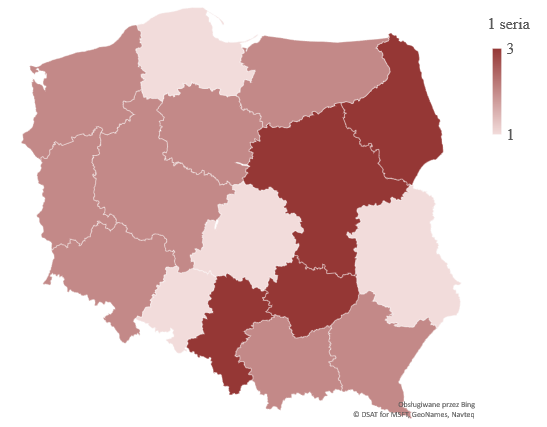 1 seria
3
1
Obsługiwane przez Bing
© DSAT for MSFT, GeoNames, Navteq